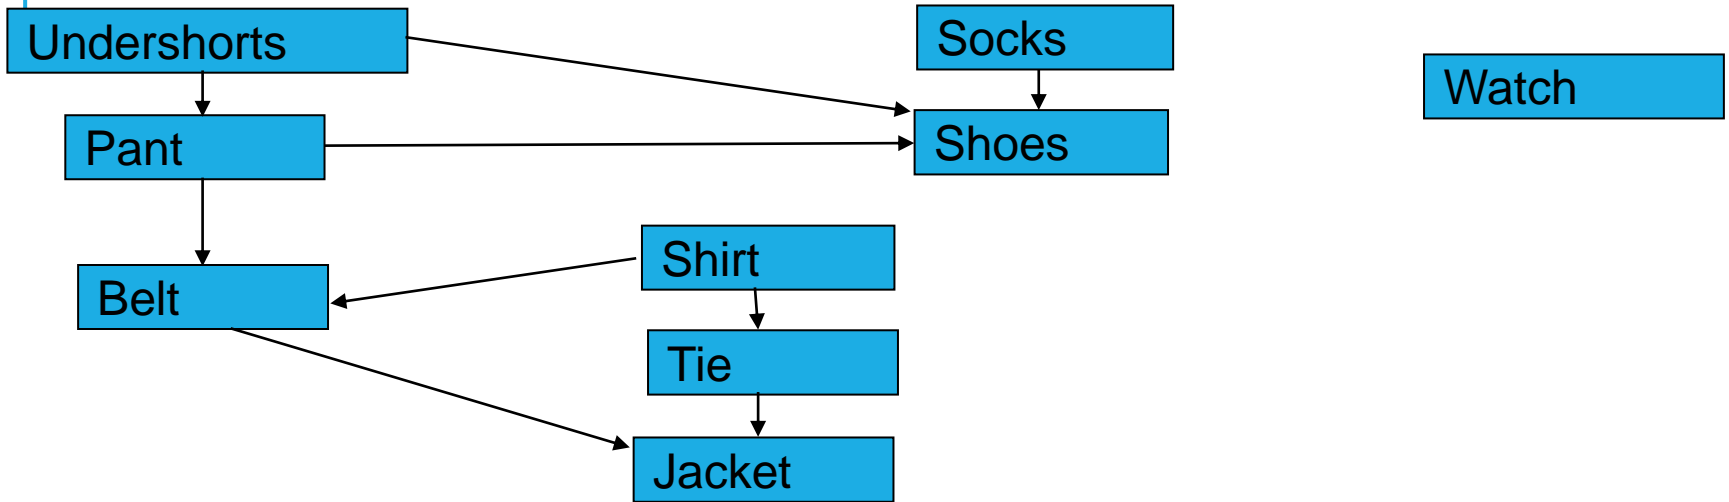 Undershorts
Socks
Watch
Pant
Shoes
Shirt
Belt
Tie
Jacket